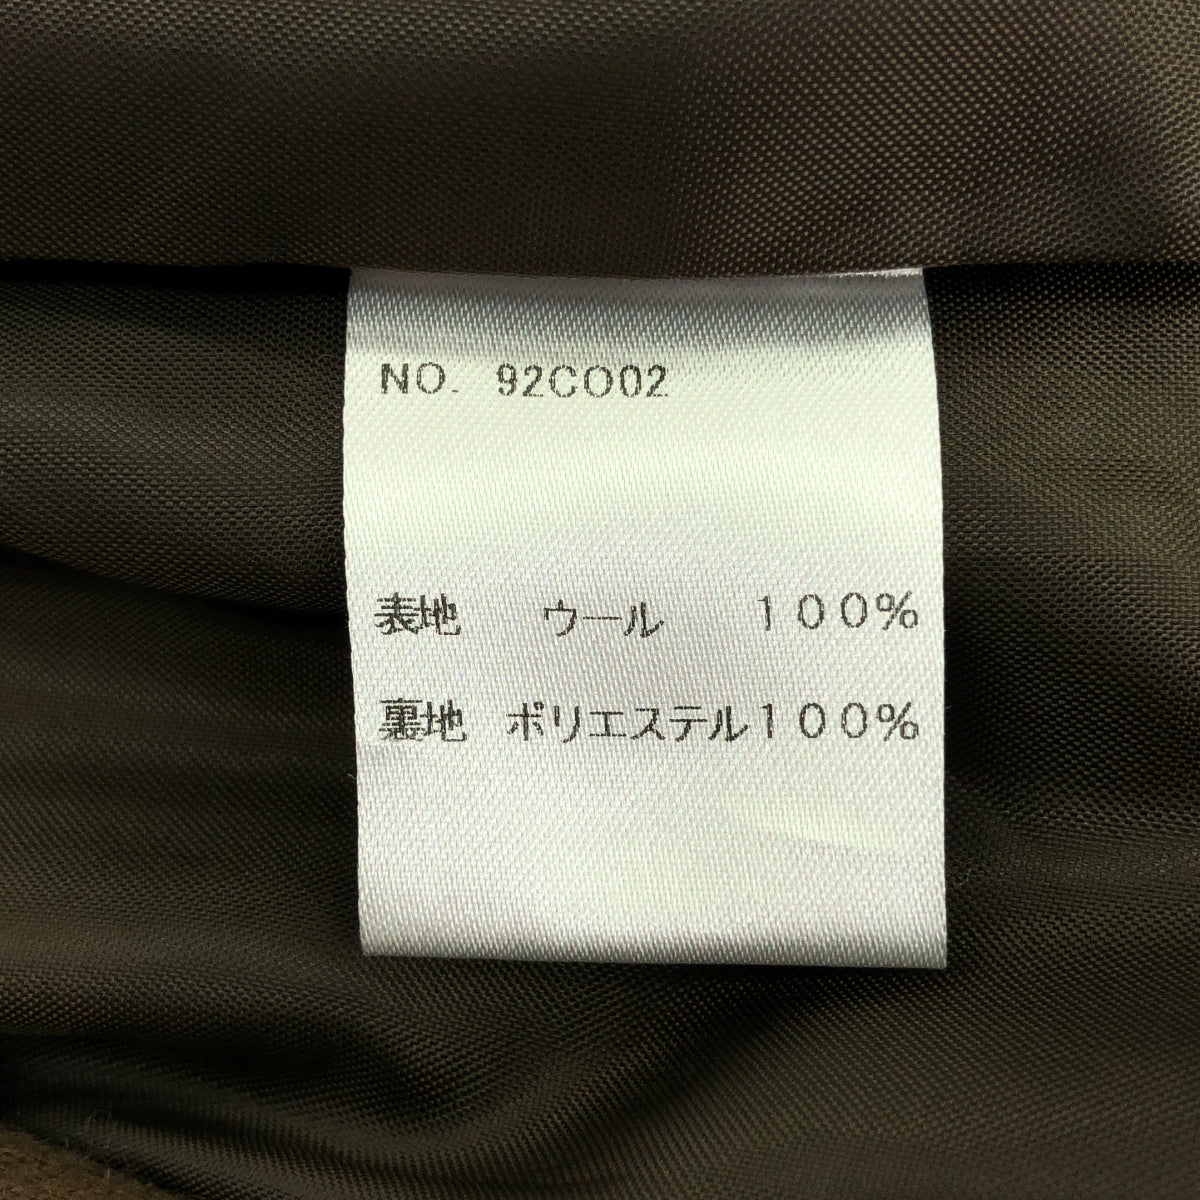 NO. 92CO02
表地 ウール 100%
裏地 ポリエステル100%